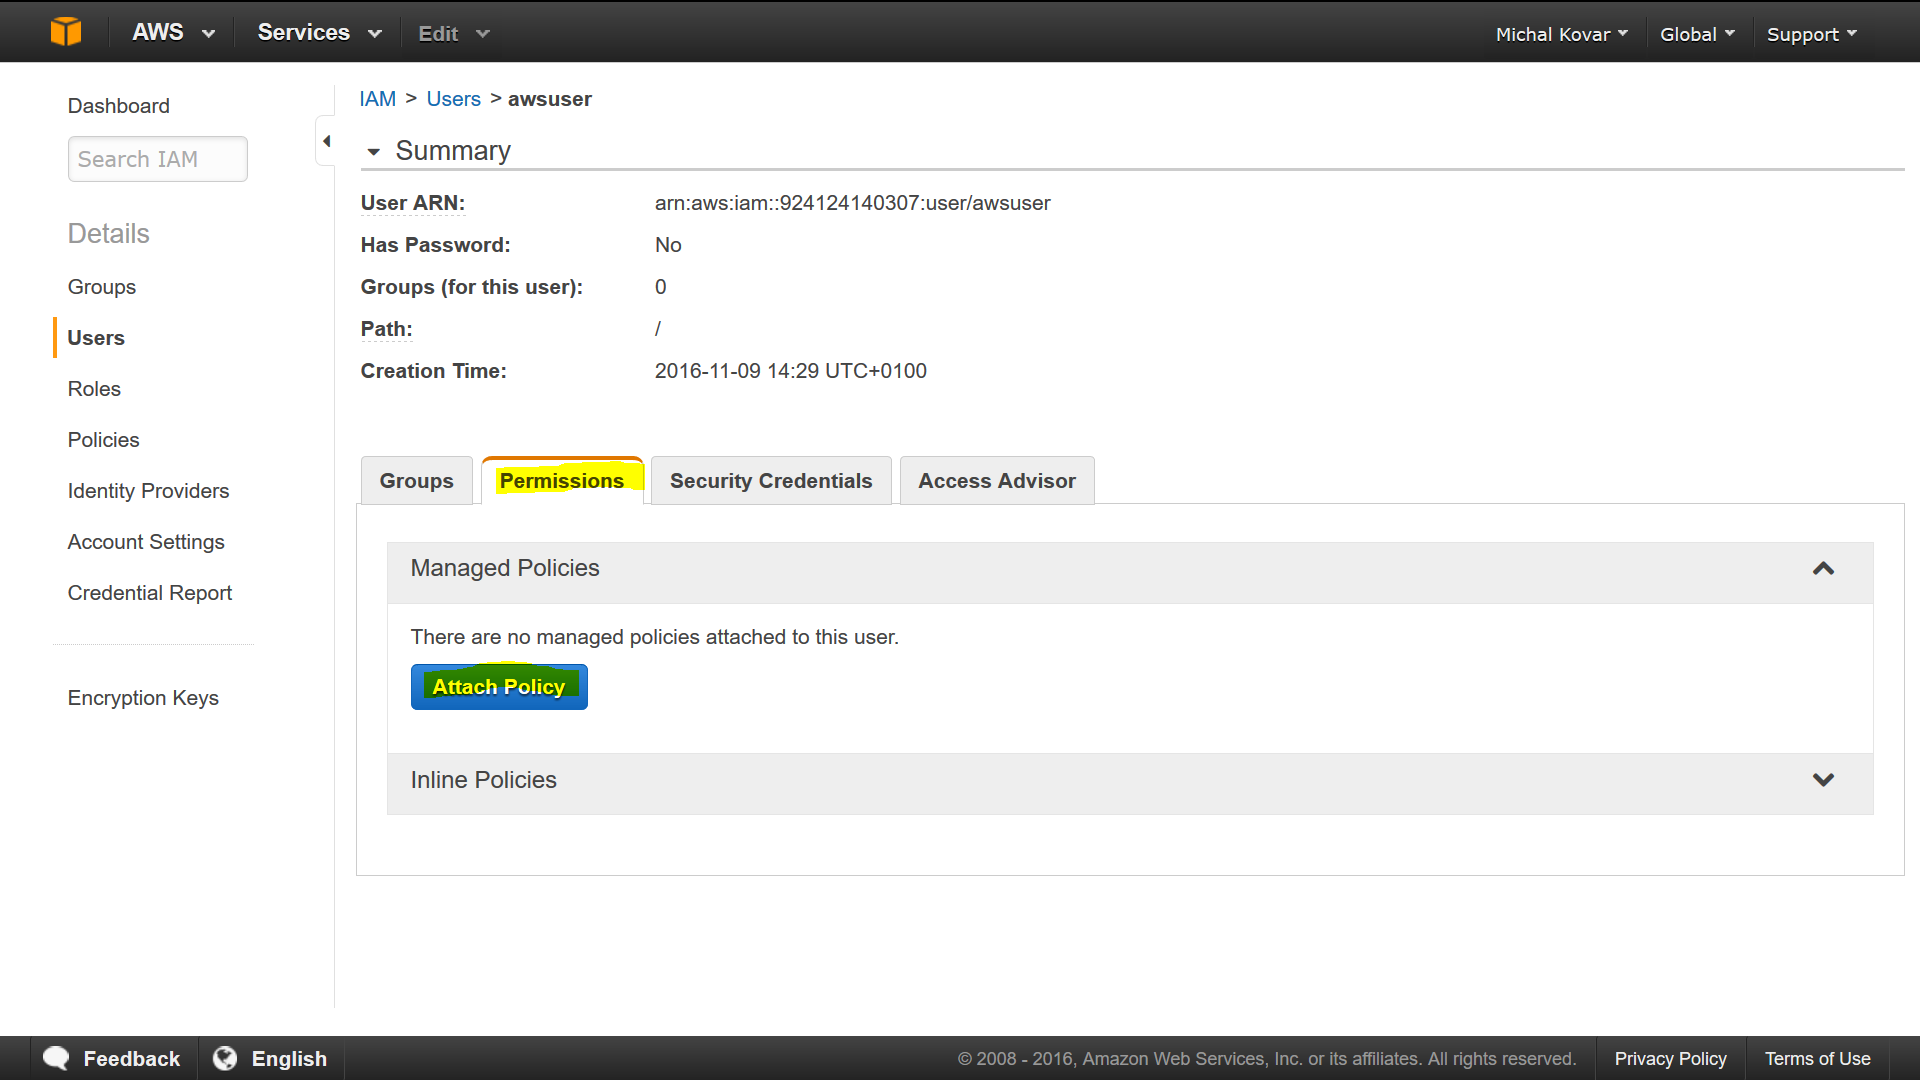 AWS Services Edit Michal Kovar Global Support
Dashboard
Search IAM
Details
Groups
Users
Roles
Policies
Identity Providers
Account Settings
Credential Report
Encryption Keys
IAM > Users > awsuser
Summary
User ARN: arn:aws:iam::924124140307:user/awsuser
Has Password: No
Groups (for this user): 0
Path: /
Creation Time: 2016-11-09 14:29 UTC+0100
Groups Permissions Security Credentials Access Advisor
Managed Policies
There are no managed policies attached to this user.
Attach Policy
Inline Policies
Feedback English © 2008 - 2016, Amazon Web Services, Inc. or its affiliates. All rights reserved. Privacy Policy Terms of Use